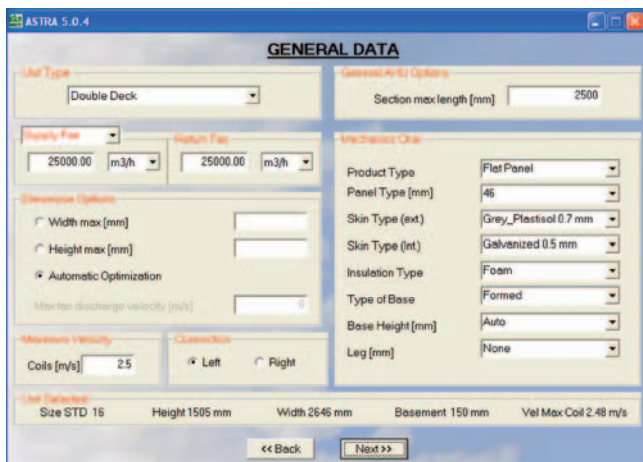 ASTRA 5.0.4
GENERAL DATA
Unit Type
Double Deck
General AHU Options
Section max length [mm] 2500
Supply Fan
25000.00 m3/h
Return Fan
25000.00 m3/h
Dimension Options
Width max [mm]
Height max [mm]
Automatic Optimization
Max fan discharge velocity [m/s] 0
Maximum Velocity
Coils [m/s] 2.5
Connection
Left Right
Product Type Flat Panel
Panel Type [mm] 46
Skin Type (ext.) Grey_Plastisol 0.7 mm
Skin Type (Int.) Galvanized 0.5 mm
Insulation Type Foam
Type of Base Formed
Base Height [mm] Auto
Leg [mm] None
Unit Selected
Size STD 16 Height 1505 mm Width 2646 mm Basement 150 mm Vel Max Coil 2.48 m/s
<< Back Next >>